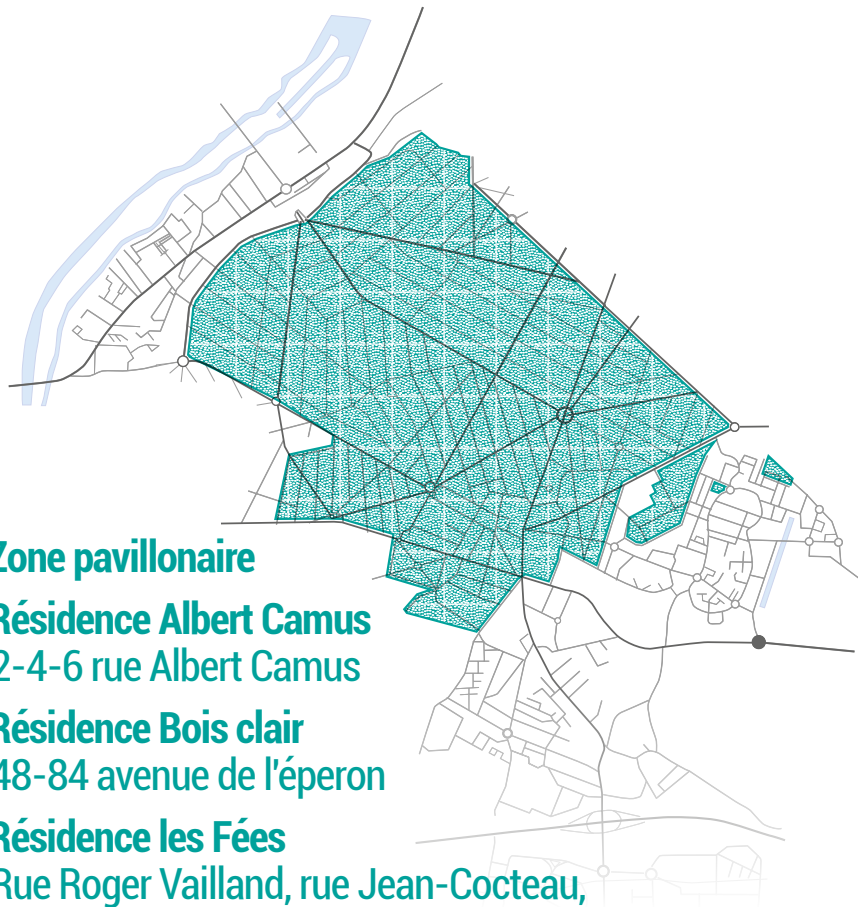 Zone pavillonaire
Résidence Albert Camus
2-4-6 rue Albert Camus
Résidence Bois clair
48-84 avenue de l'éperon
Résidence les Fées
Rue Roger Vailland, rue Jean-Cocteau,